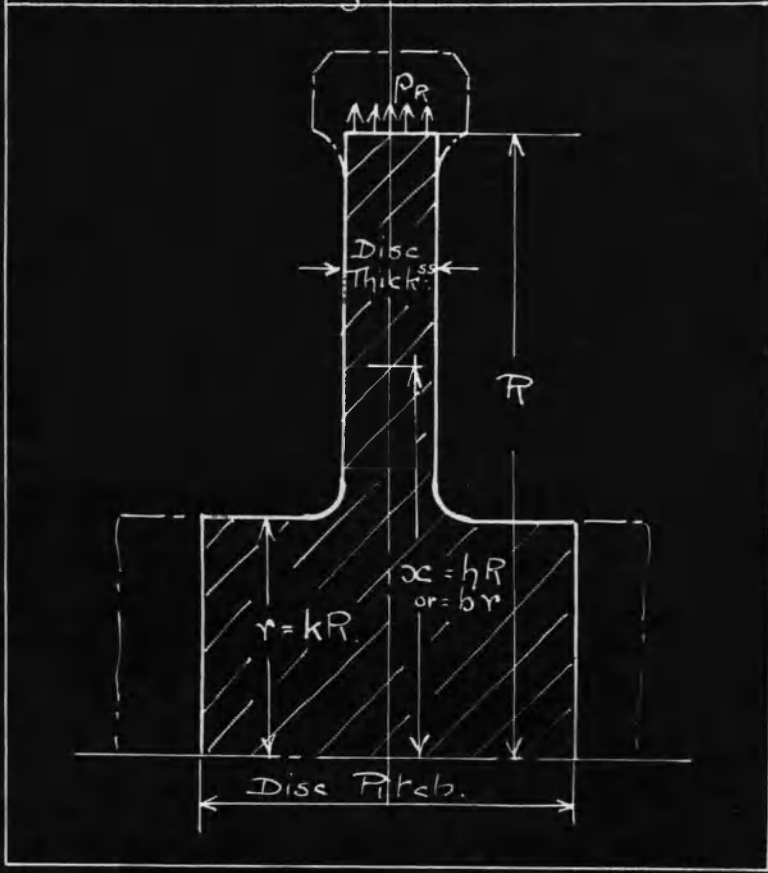 pR
Disc
Thickss.
R
x = hR
or = br
r = kR.
Disc Pitch.